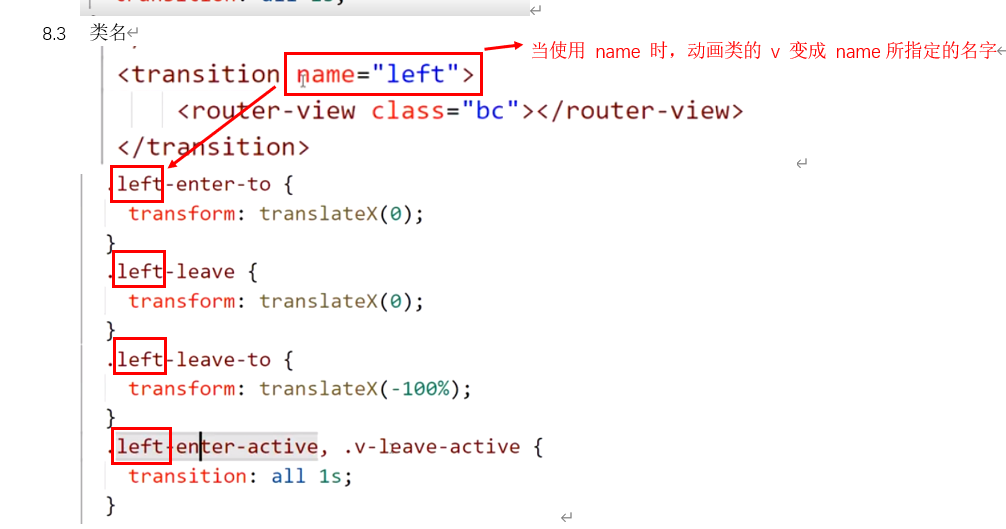 transition: all 1s;
8.3 类名
<transition name="left">
当使用 name 时，动画类的 v 变成 name 所指定的名字
<router-view class="bc"></router-view>
</transition>
.left-enter-to {
transform: translateX(0);
}
.left-leave {
transform: translateX(0);
}
.left-leave-to {
transform: translateX(-100%);
}
.left-enter-active, .v-leave-active {
transition: all 1s;
}